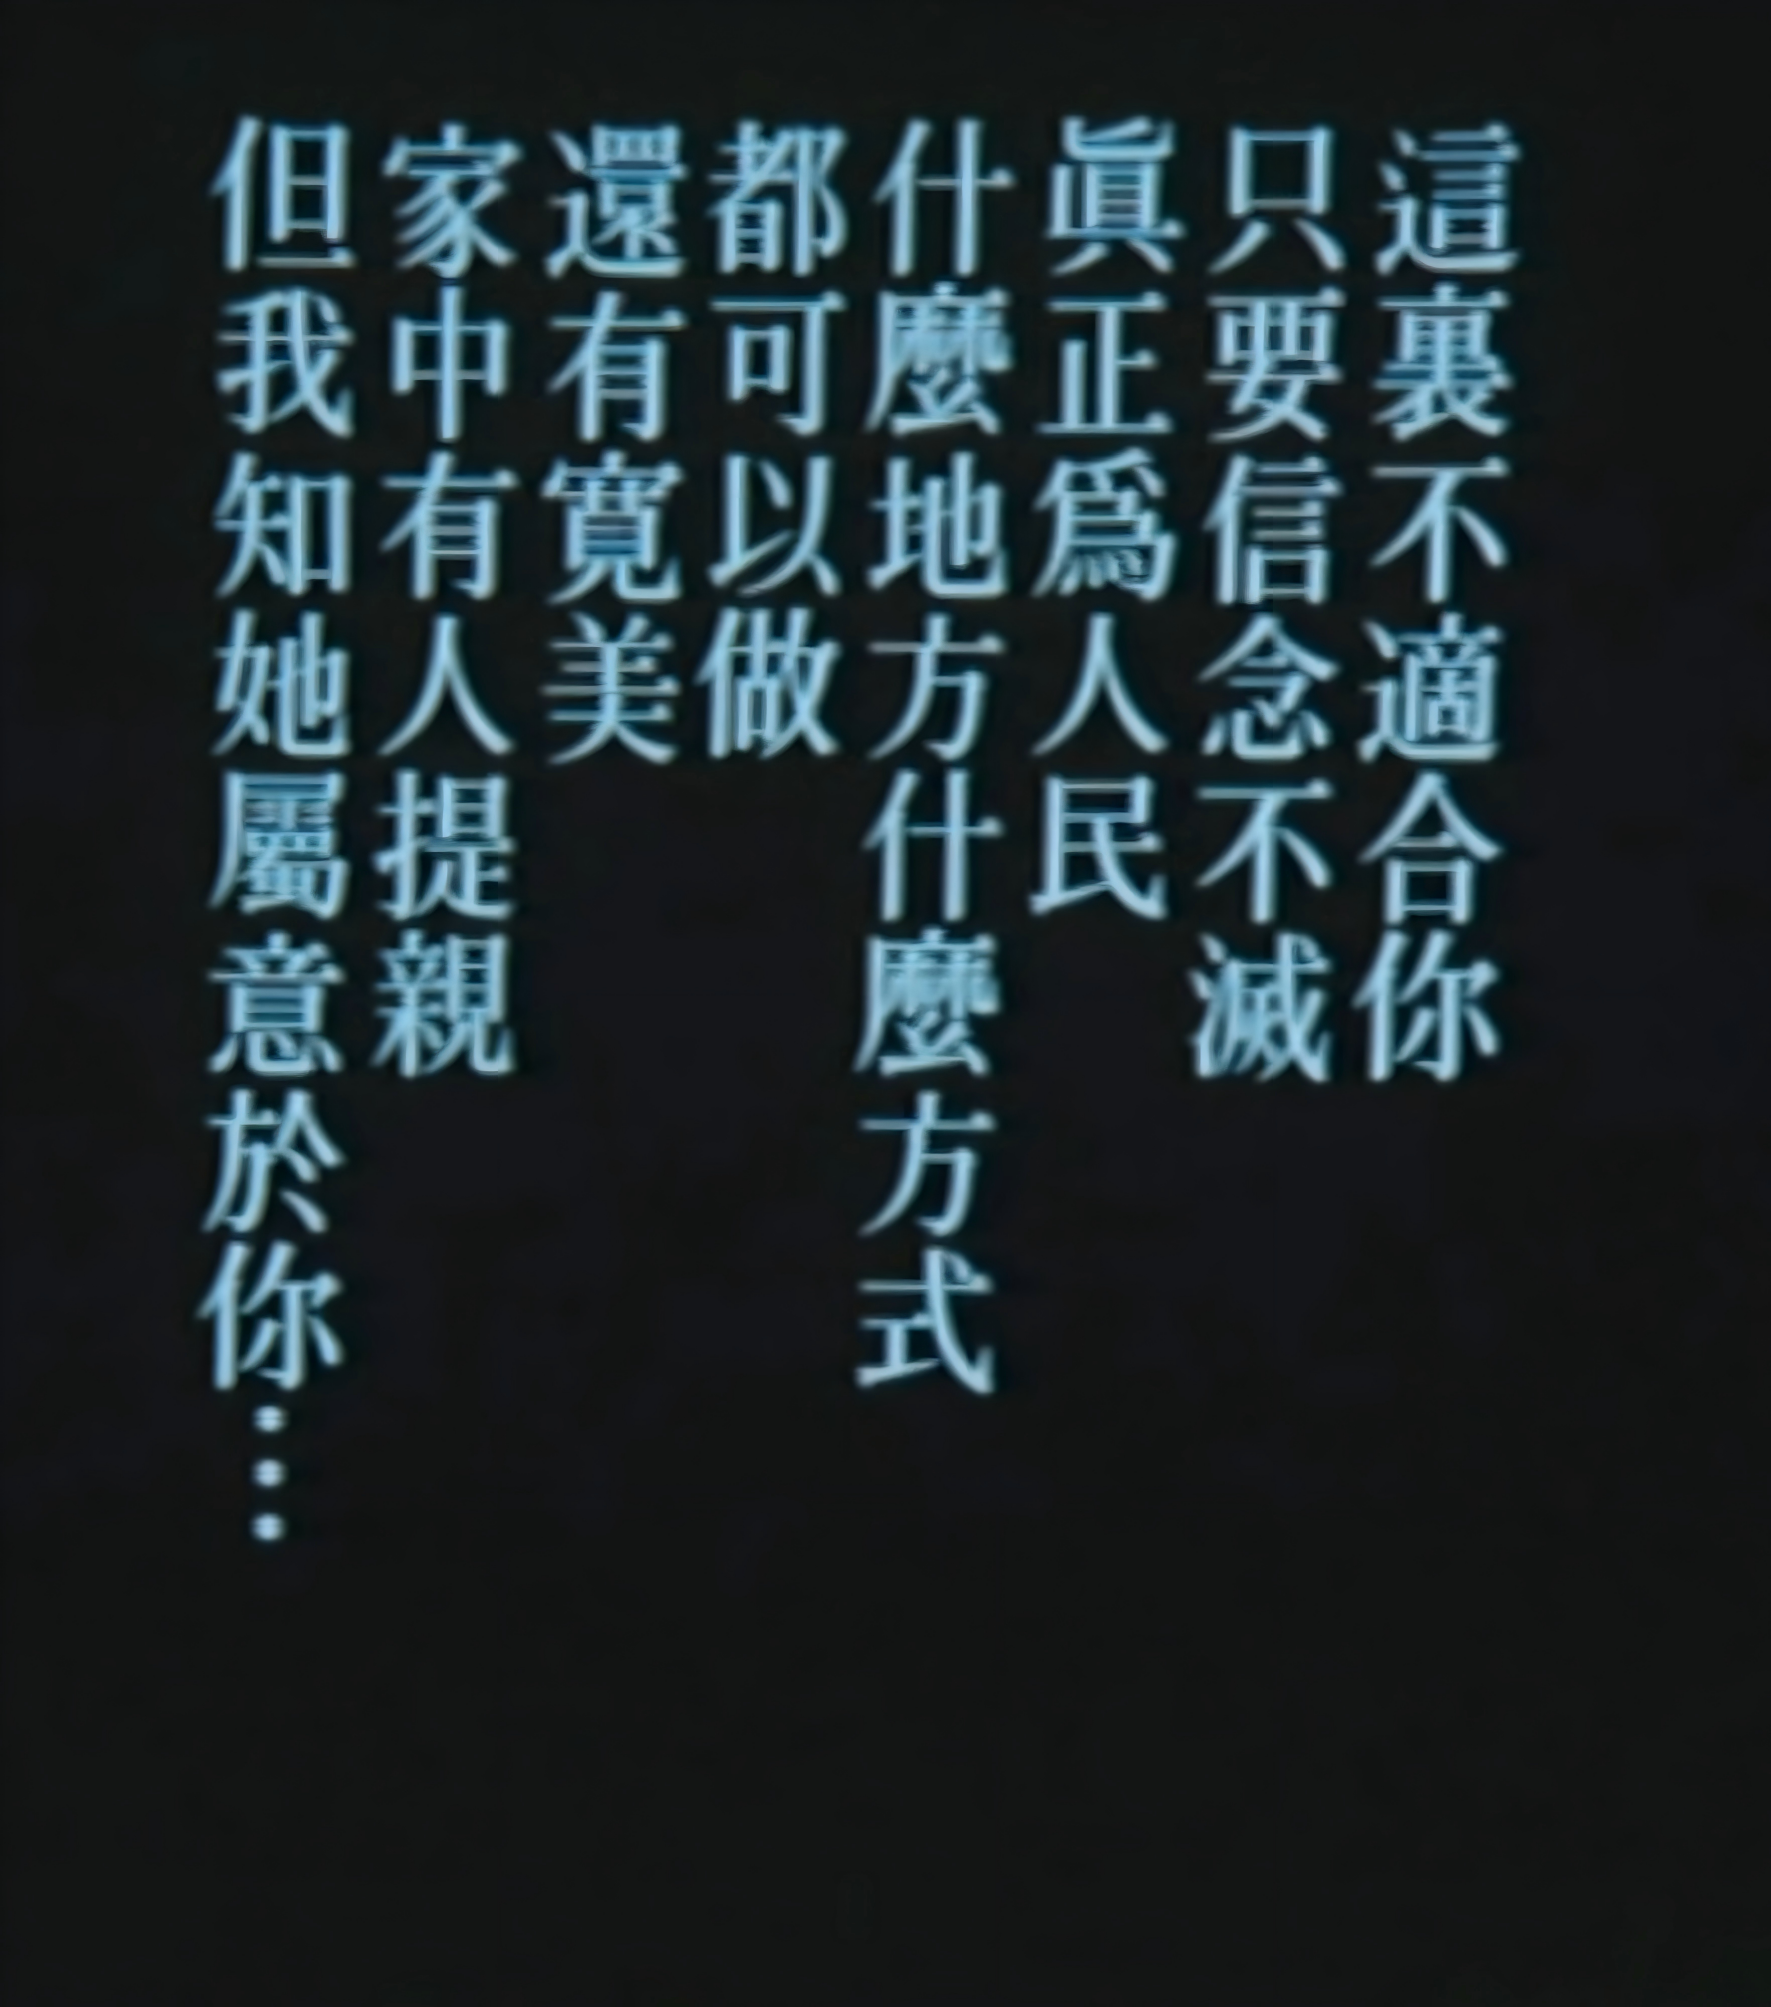 這裏不適合你
只要信念不滅
眞正爲人民
什麼地方什麼方式
都可以做
還有寬美
家中有人提親
但我知她屬意於你⋯